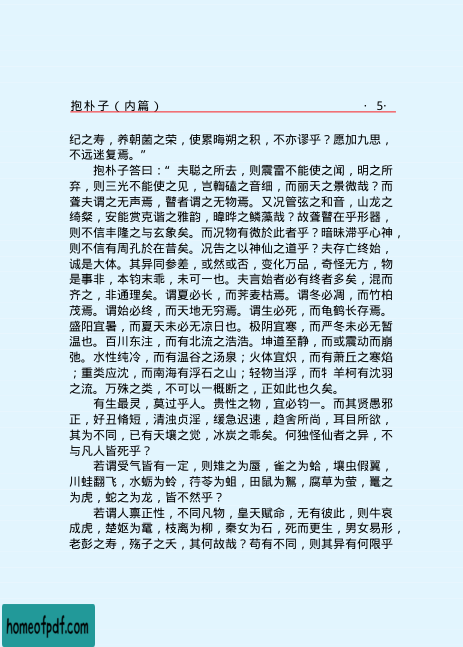 抱朴子（内篇） · 5·
纪之寿，养朝菌之荣，使累晦朔之积，不亦谬乎？愿加九思，
不远迷复焉。”
抱朴子答曰：“夫聪之所去，则震雷不能使之闻，明之所
弃，则三光不能使之见，岂輷磕之音细，而丽天之景微哉？而
聋夫谓之无声焉，瞽者谓之无物焉。又况管弦之和音，山龙之
绮粲，安能赏克谐之雅韵，暐晔之鳞藻哉？故聋瞽在乎形器，
则不信丰隆之与玄象矣。而况物有微於此者乎？暗昧滞乎心神，
则不信有周孔於在昔矣。况告之以神仙之道乎？夫存亡终始，
诚是大体。其异同参差，或然或否，变化万品，奇怪无方，物
是事非，本钧末乖，未可一也。夫言始者必有终者多矣，混而
齐之，非通理矣。谓夏必长，而荠麦枯焉。谓冬必凋，而竹柏
茂焉。谓始必终，而天地无穷焉。谓生必死，而龟鹤长存焉。
盛阳宜暑，而夏天未必无凉日也。极阴宜寒，而严冬未必无暂
温也。百川东注，而有北流之浩浩。坤道至静，而或震动而崩
弛。水性纯冷，而有温谷之汤泉；火体宜炽，而有萧丘之寒焰
；重类应沈，而南海有浮石之山；轻物当浮，而牂柯有沈羽
之流。万殊之类，不可以一概断之，正如此也久矣。
有生最灵，莫过乎人。贵性之物，宜必钧一。而其贤愚邪
正，好丑脩短，清浊贞淫，缓急迟速，趋舍所尚，耳目所欲，
其为不同，已有天壤之觉，冰炭之乖矣。何独怪仙者之异，不
与凡人皆死乎？
若谓受气皆有一定，则雉之为蜃，雀之为蛤，壤虫假翼，
川蛙翻飞，水蛎为蛉，荇苓为蛆，田鼠为鴽，腐草为萤，鼍之
为虎，蛇之为龙，皆不然乎？
若谓人禀正性，不同凡物，皇天赋命，无有彼此，则牛哀
成虎，楚妪为鼋，枝离为柳，秦女为石，死而更生，男女易形，
老彭之寿，殇子之夭，其何故哉？苟有不同，则其异有何限乎
homeofpdf.com